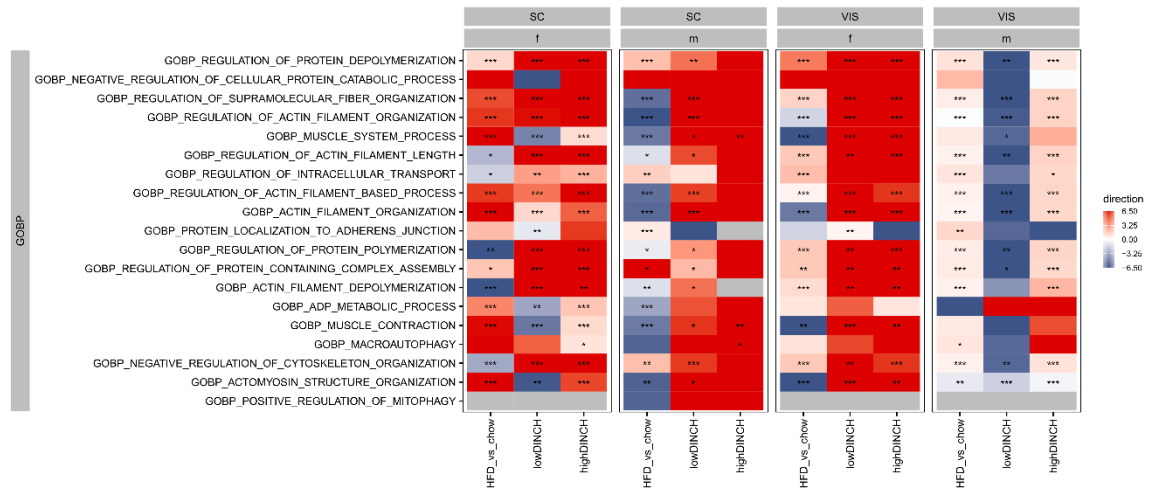 SC SC VIS VIS
f m f m
GOBP
GOBP_REGULATION_OF_PROTEIN_DEPOLYMERIZATION *** *** *** *** ** *** *** *** *** ** ***
GOBP_NEGATIVE_REGULATION_OF_CELLULAR_PROTEIN_CATABOLIC_PROCESS
GOBP_REGULATION_OF_SUPRAMOLECULAR_FIBER_ORGANIZATION *** *** *** *** *** *** *** *** *** *** ***
GOBP_REGULATION_OF_ACTIN_FILAMENT_ORGANIZATION *** *** *** *** *** *** *** *** *** *** ***
GOBP_MUSCLE_SYSTEM_PROCESS *** *** *** *** * ** *** *** *** *
GOBP_REGULATION_OF_ACTIN_FILAMENT_LENGTH * *** *** * * *** ** *** *** ** ***
GOBP_REGULATION_OF_INTRACELLULAR_TRANSPORT * ** *** ** *** *** *
GOBP_REGULATION_OF_ACTIN_FILAMENT_BASED_PROCESS *** *** *** *** *** *** *** *** *** *** ***
GOBP_ACTIN_FILAMENT_ORGANIZATION *** *** *** *** *** *** *** *** *** *** ***
GOBP_PROTEIN_LOCALIZATION_TO_ADHERENS_JUNCTION ** *** ** **
GOBP_REGULATION_OF_PROTEIN_POLYMERIZATION ** *** *** * * *** ** *** *** ** ***
GOBP_REGULATION_OF_PROTEIN_CONTAINING_COMPLEX_ASSEMBLY * *** *** * * ** ** ** *** * ***
GOBP_ACTIN_FILAMENT_DEPOLYMERIZATION *** *** ** ** * *** ** ** *** ***
GOBP_ADP_METABOLIC_PROCESS *** ** *** ***
GOBP_MUSCLE_CONTRACTION *** *** *** *** * ** ** *** **
GOBP_MACROAUTOPHAGY * * *
GOBP_NEGATIVE_REGULATION_OF_CYTOSKELETON_ORGANIZATION *** *** *** ** *** *** ** *** *** ** ***
GOBP_ACTOMYOSIN_STRUCTURE_ORGANIZATION *** ** *** ** * *** *** ** ** *** ***
GOBP_POSITIVE_REGULATION_OF_MITOPHAGY
HFD_vs_chow lowDINCH highDINCH HFD_vs_chow lowDINCH highDINCH HFD_vs_chow lowDINCH highDINCH HFD_vs_chow lowDINCH highDINCH
direction
6.50
3.25
0.00
−3.25
−6.50